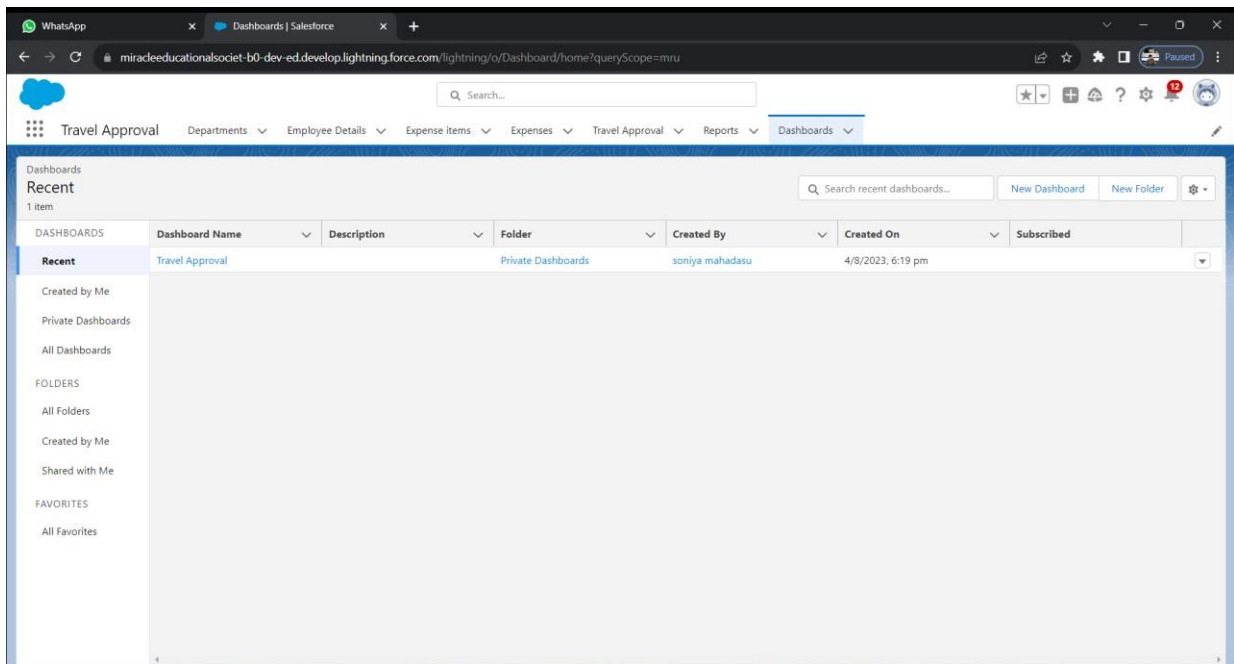 WhatsApp
Dashboards | Salesforce
miracleeducationalsociet-b0-dev-ed.develop.lightning.force.com/lightning/o/Dashboard/home?queryScope=mru
Paused
Search...
12
Travel Approval Departments Employee Details Expense items Expenses Travel Approval Reports Dashboards
Dashboards
Recent
1 item
Search recent dashboards... New Dashboard New Folder
DASHBOARDS Dashboard Name Description Folder Created By Created On Subscribed
Recent Travel Approval Private Dashboards soniya mahadasu 4/8/2023, 6:19 pm
Created by Me
Private Dashboards
All Dashboards
FOLDERS
All Folders
Created by Me
Shared with Me
FAVORITES
All Favorites